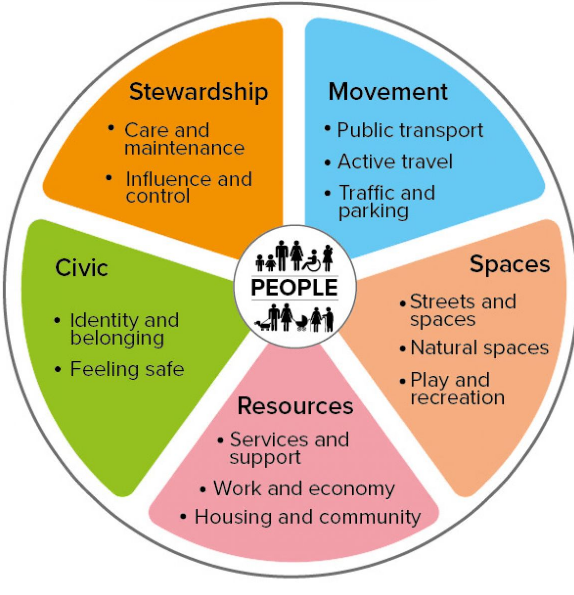 Stewardship
• Care and
maintenance
• Influence and
control
Movement
• Public transport
• Active travel
• Traffic and
parking
Spaces
• Streets and
spaces
• Natural spaces
• Play and
recreation
Resources
• Services and
support
• Work and economy
• Housing and community
Civic
• Identity and
belonging
• Feeling safe
PEOPLE